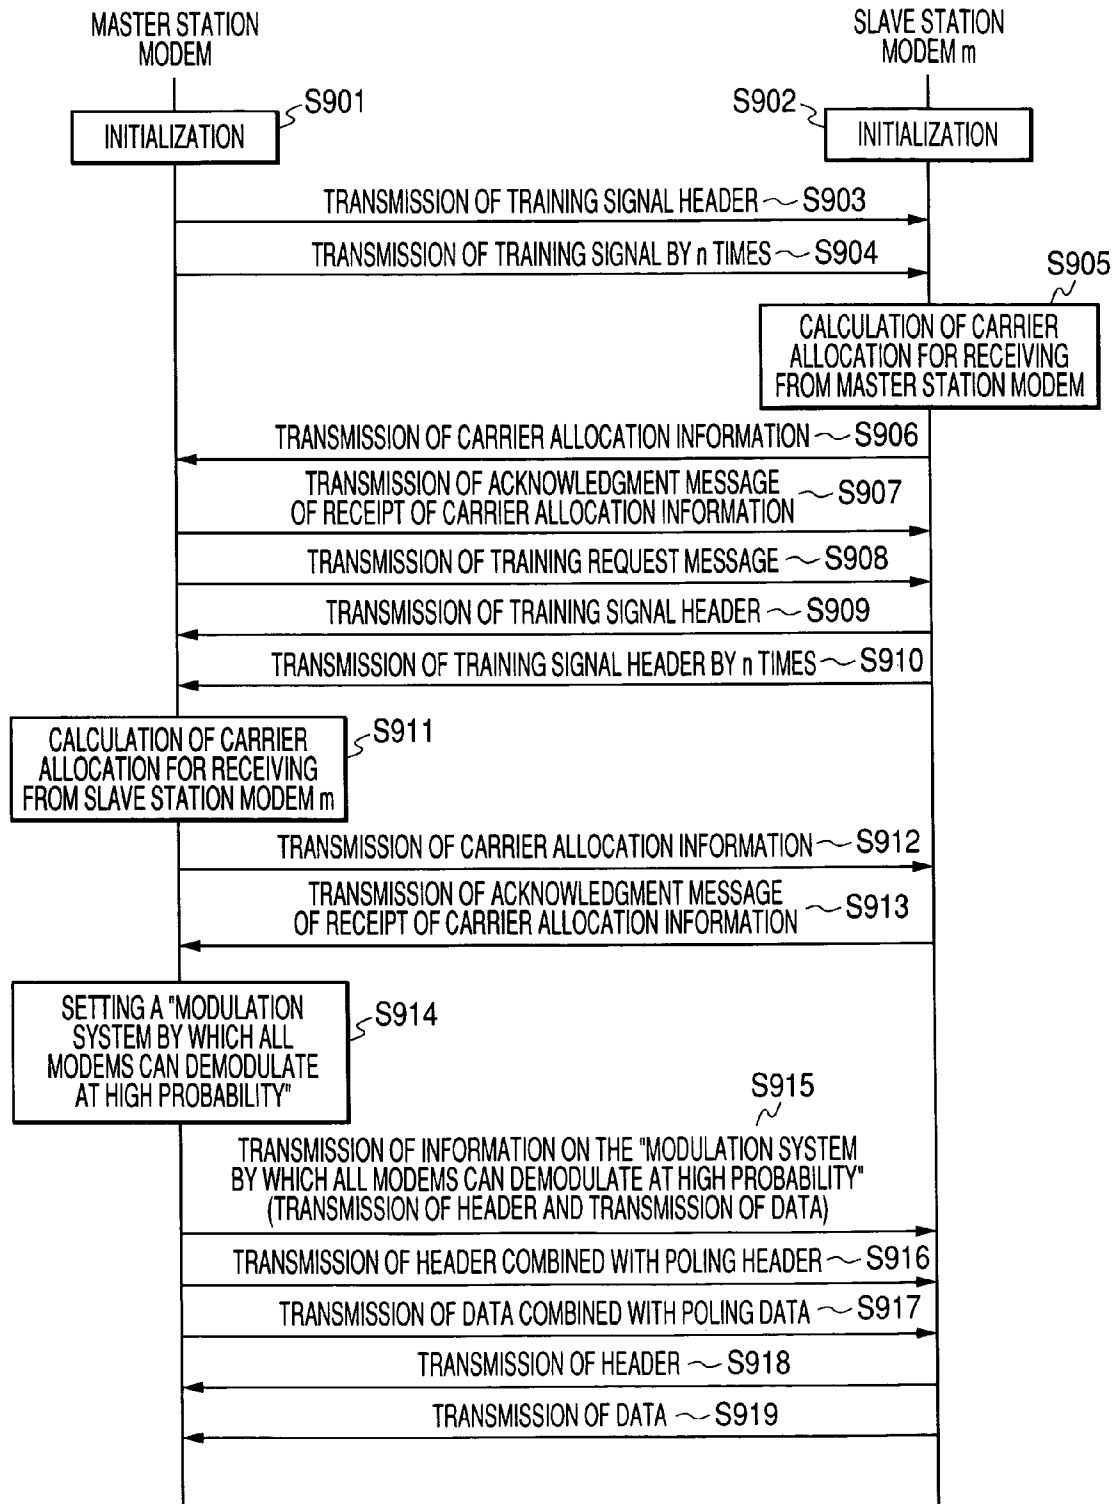 MASTER STATION
MODEM
SLAVE STATION
MODEM m
S901
S902
INITIALIZATION
INITIALIZATION
TRANSMISSION OF TRAINING SIGNAL HEADER ~ S903
TRANSMISSION OF TRAINING SIGNAL BY n TIMES ~ S904
S905
CALCULATION OF CARRIER
ALLOCATION FOR RECEIVING
FROM MASTER STATION MODEM
TRANSMISSION OF CARRIER ALLOCATION INFORMATION ~ S906
TRANSMISSION OF ACKNOWLEDGMENT MESSAGE
OF RECEIPT OF CARRIER ALLOCATION INFORMATION
~ S907
TRANSMISSION OF TRAINING REQUEST MESSAGE ~ S908
TRANSMISSION OF TRAINING SIGNAL HEADER ~ S909
TRANSMISSION OF TRAINING SIGNAL HEADER BY n TIMES ~ S910
S911
CALCULATION OF CARRIER
ALLOCATION FOR RECEIVING
FROM SLAVE STATION MODEM m
TRANSMISSION OF CARRIER ALLOCATION INFORMATION ~ S912
TRANSMISSION OF ACKNOWLEDGMENT MESSAGE
OF RECEIPT OF CARRIER ALLOCATION INFORMATION
~ S913
SETTING A "MODULATION
SYSTEM BY WHICH ALL
MODEMS CAN DEMODULATE
AT HIGH PROBABILITY"
S914
S915
TRANSMISSION OF INFORMATION ON THE "MODULATION SYSTEM
BY WHICH ALL MODEMS CAN DEMODULATE AT HIGH PROBABILITY"
(TRANSMISSION OF HEADER AND TRANSMISSION OF DATA)
TRANSMISSION OF HEADER COMBINED WITH POLING HEADER ~ S916
TRANSMISSION OF DATA COMBINED WITH POLING DATA ~ S917
TRANSMISSION OF HEADER ~ S918
TRANSMISSION OF DATA ~ S919